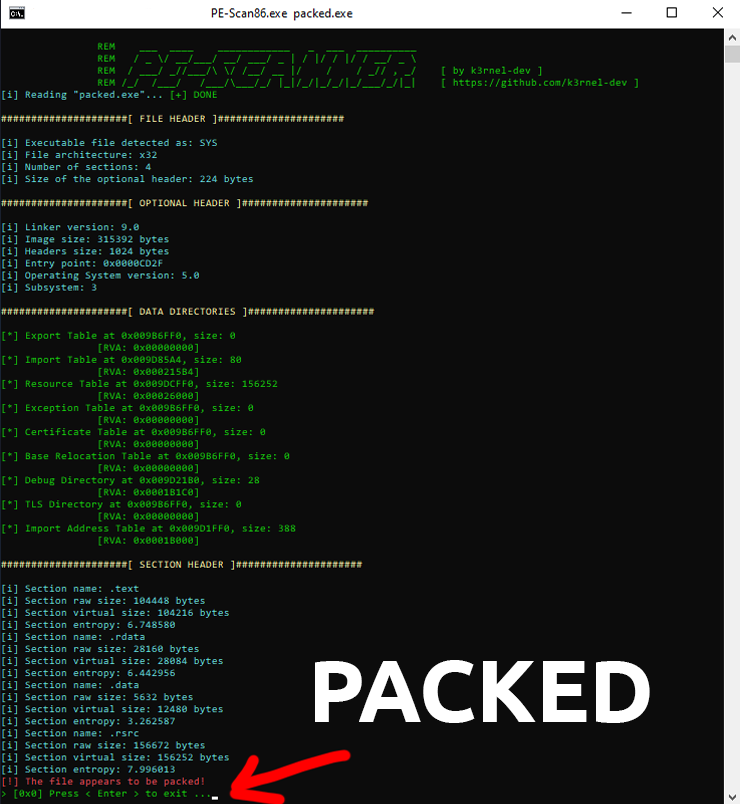 PE-Scan86.exe packed.exe
REM
REM
REM [ by k3rnel-dev ]
REM [ https://github.com/k3rnel-dev ]
[i] Reading "packed.exe"... [+] DONE
#####################[ FILE HEADER ]#####################
[i] Executable file detected as: SYS
[i] File architecture: x32
[i] Number of sections: 4
[i] Size of the optional header: 224 bytes
#####################[ OPTIONAL HEADER ]#####################
[i] Linker version: 9.0
[i] Image size: 315392 bytes
[i] Headers size: 1024 bytes
[i] Entry point: 0x0000CD2F
[i] Operating System version: 5.0
[i] Subsystem: 3
#####################[ DATA DIRECTORIES ]#####################
[*] Export Table at 0x009B6FF0, size: 0
[RVA: 0x00000000]
[*] Import Table at 0x009D85A4, size: 80
[RVA: 0x000215B4]
[*] Resource Table at 0x009DCFF0, size: 156252
[RVA: 0x00026000]
[*] Exception Table at 0x009B6FF0, size: 0
[RVA: 0x00000000]
[*] Certificate Table at 0x009B6FF0, size: 0
[RVA: 0x00000000]
[*] Base Relocation Table at 0x009B6FF0, size: 0
[RVA: 0x00000000]
[*] Debug Directory at 0x009D21B0, size: 28
[RVA: 0x0001B1C0]
[*] TLS Directory at 0x009B6FF0, size: 0
[RVA: 0x00000000]
[*] Import Address Table at 0x009D1FF0, size: 388
[RVA: 0x0001B000]
#####################[ SECTION HEADER ]#####################
[i] Section name: .text
[i] Section raw size: 104448 bytes
[i] Section virtual size: 104216 bytes
[i] Section entropy: 6.748580
[i] Section name: .rdata
[i] Section raw size: 28160 bytes
[i] Section virtual size: 28084 bytes
[i] Section entropy: 6.442956
[i] Section name: .data
[i] Section raw size: 5632 bytes
[i] Section virtual size: 12480 bytes
[i] Section entropy: 3.262587
[i] Section name: .rsrc
[i] Section raw size: 156672 bytes
[i] Section virtual size: 156252 bytes
[i] Section entropy: 7.996013
[!] The file appears to be packed!
> [0x0] Press < Enter > to exit ...
PACKED